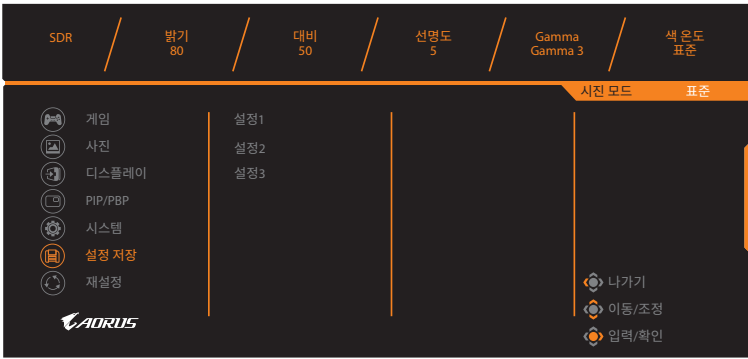 SDR
밝기
80
대비
50
선명도
5
Gamma
Gamma 3
색 온도
표준
시진 모드 표준
게임
사진
디스플레이
PIP/PBP
시스템
설정 저장
재설정
설정1
설정2
설정3
나가기
이동/조정
입력/확인
AORUS